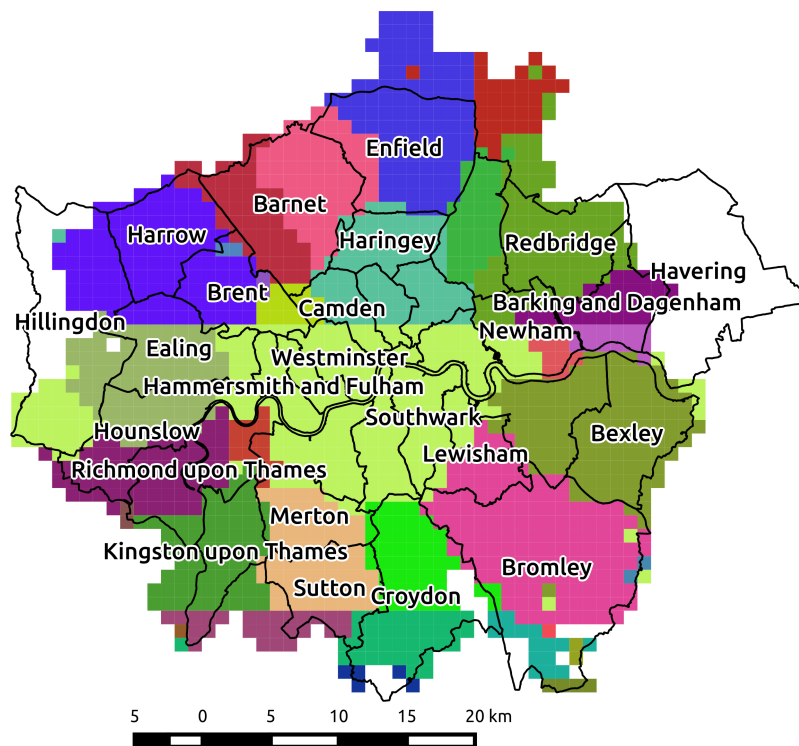 Enfield
Barnet
Harrow
Haringey
Redbridge
Havering
Brent
Camden
Barking and Dagenham
Hillingdon
Newham
Ealing
Westminster
Hammersmith and Fulham
Southwark
Hounslow
Bexley
Lewisham
Richmond upon Thames
Merton
Kingston upon Thames
Bromley
Sutton
Croydon
5 0 5 10 15 20 km